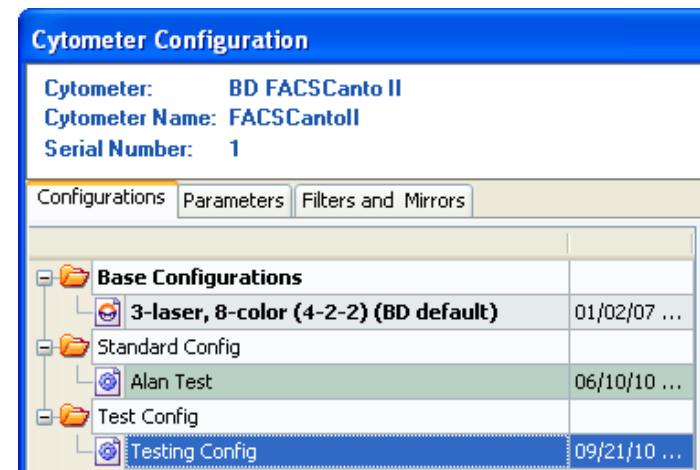 Cytometer Configuration
Cytometer: BD FACSCanto II
Cytometer Name: FACSCantoII
Serial Number: 1
Configurations Parameters Filters and Mirrors
Base Configurations
3-laser, 8-color (4-2-2) (BD default) 01/02/07 ...
Standard Config
Alan Test 06/10/10 ...
Test Config
Testing Config 09/21/10 ...